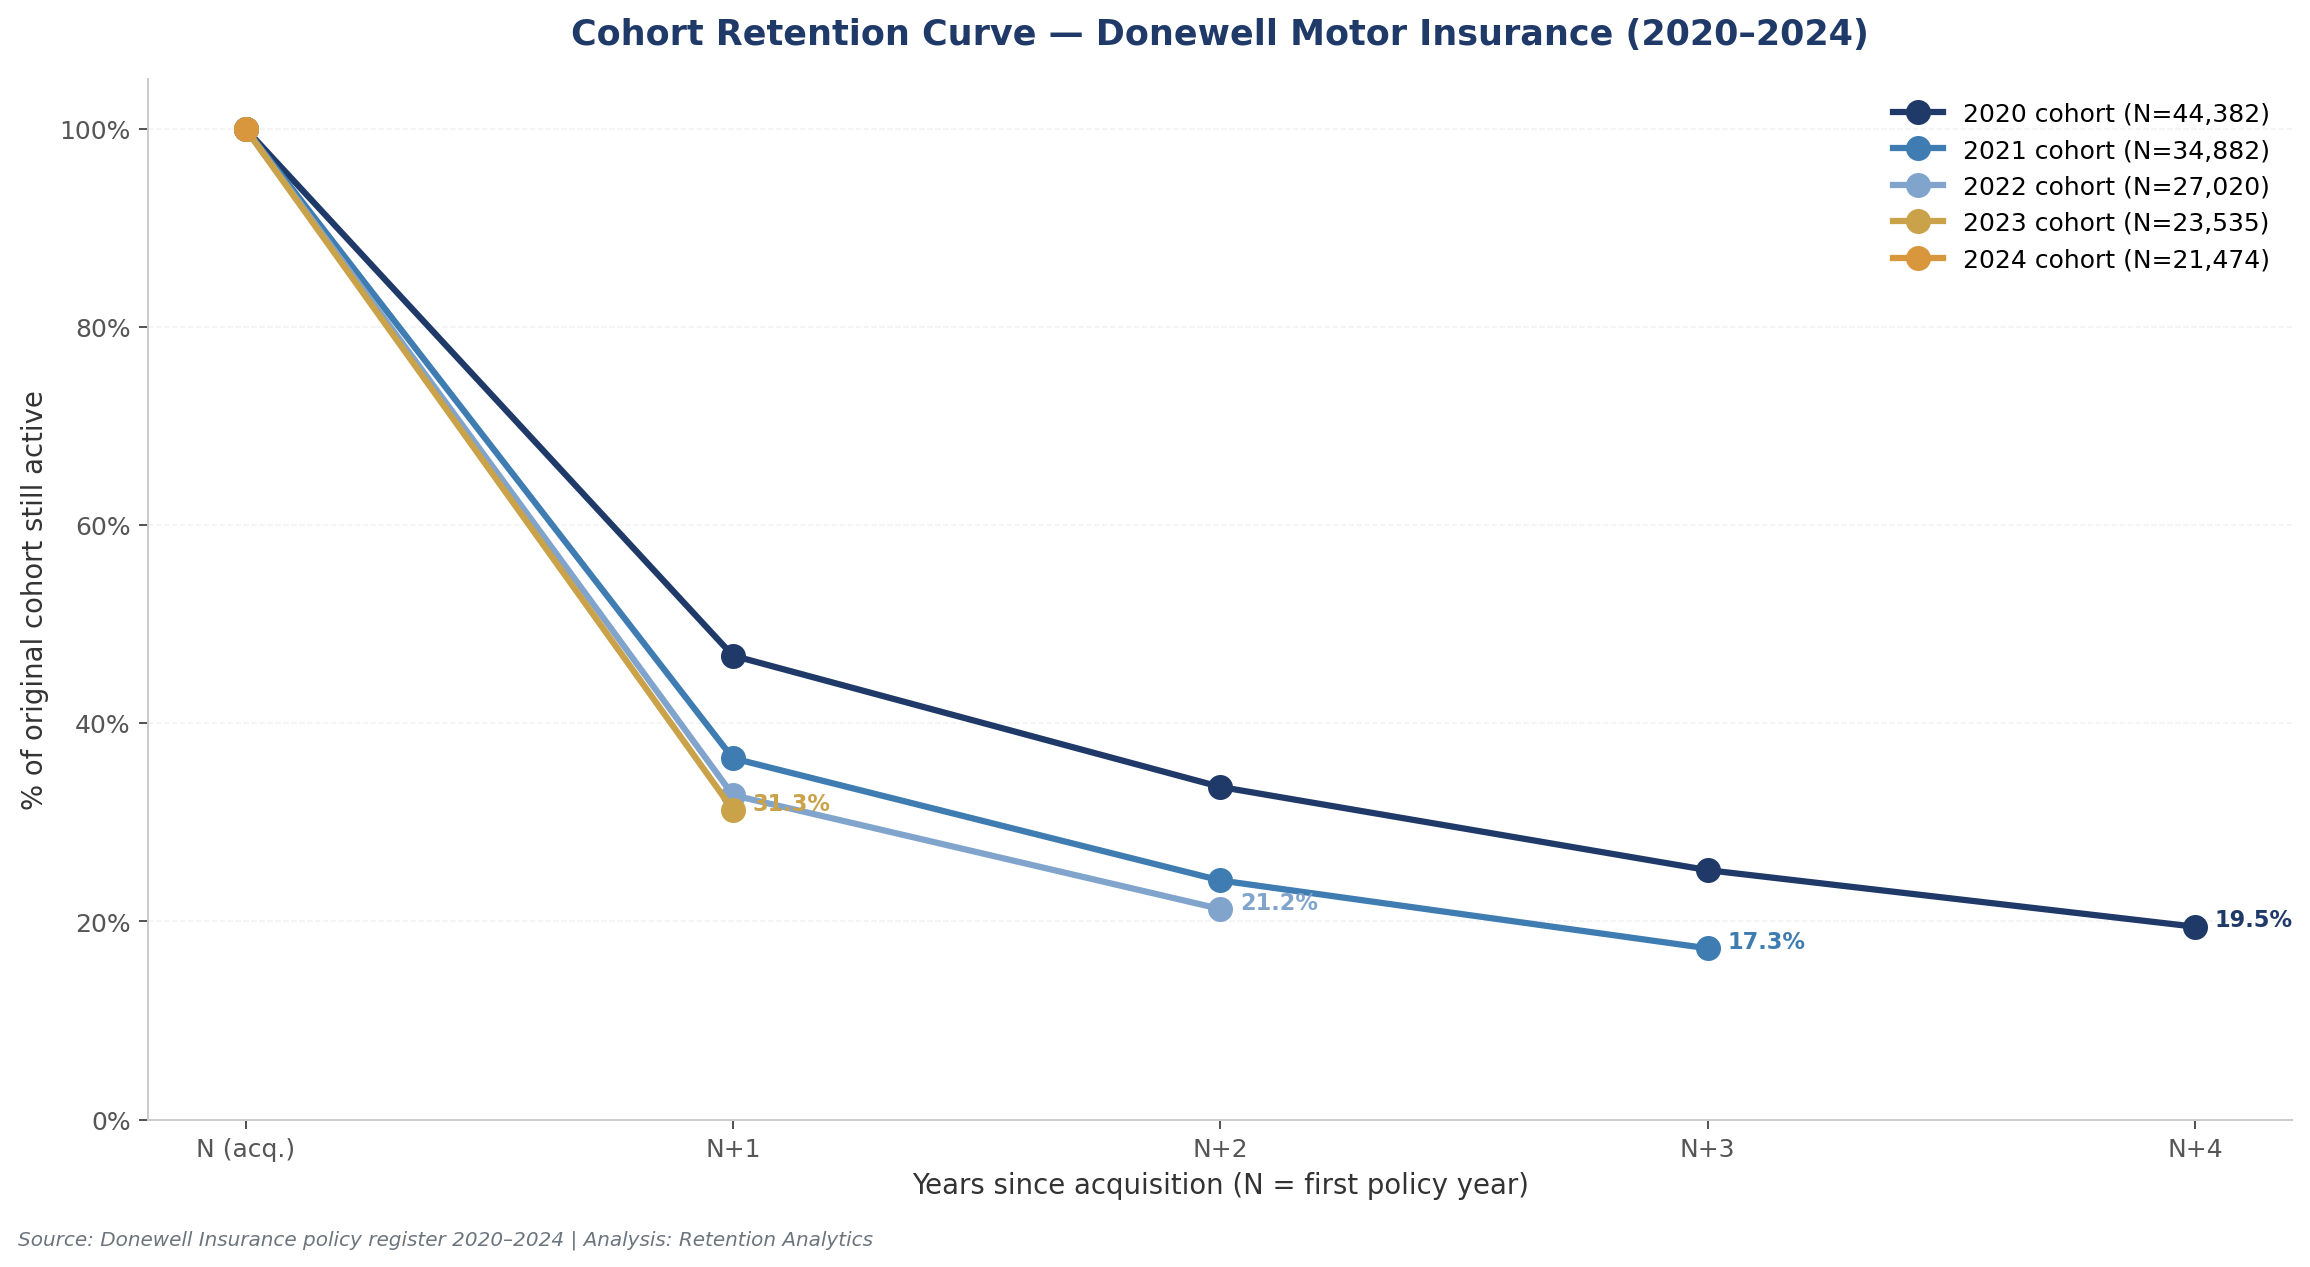 Cohort Retention Curve — Donewell Motor Insurance (2020–2024)
2020 cohort (N=44,382)
2021 cohort (N=34,882)
2022 cohort (N=27,020)
2023 cohort (N=23,535)
2024 cohort (N=21,474)
% of original cohort still active
100%
80%
60%
40%
20%
0%
31.3%
21.2%
17.3%
19.5%
N (acq.)
N+1
N+2
N+3
N+4
Years since acquisition (N = first policy year)
Source: Donewell Insurance policy register 2020–2024 | Analysis: Retention Analytics